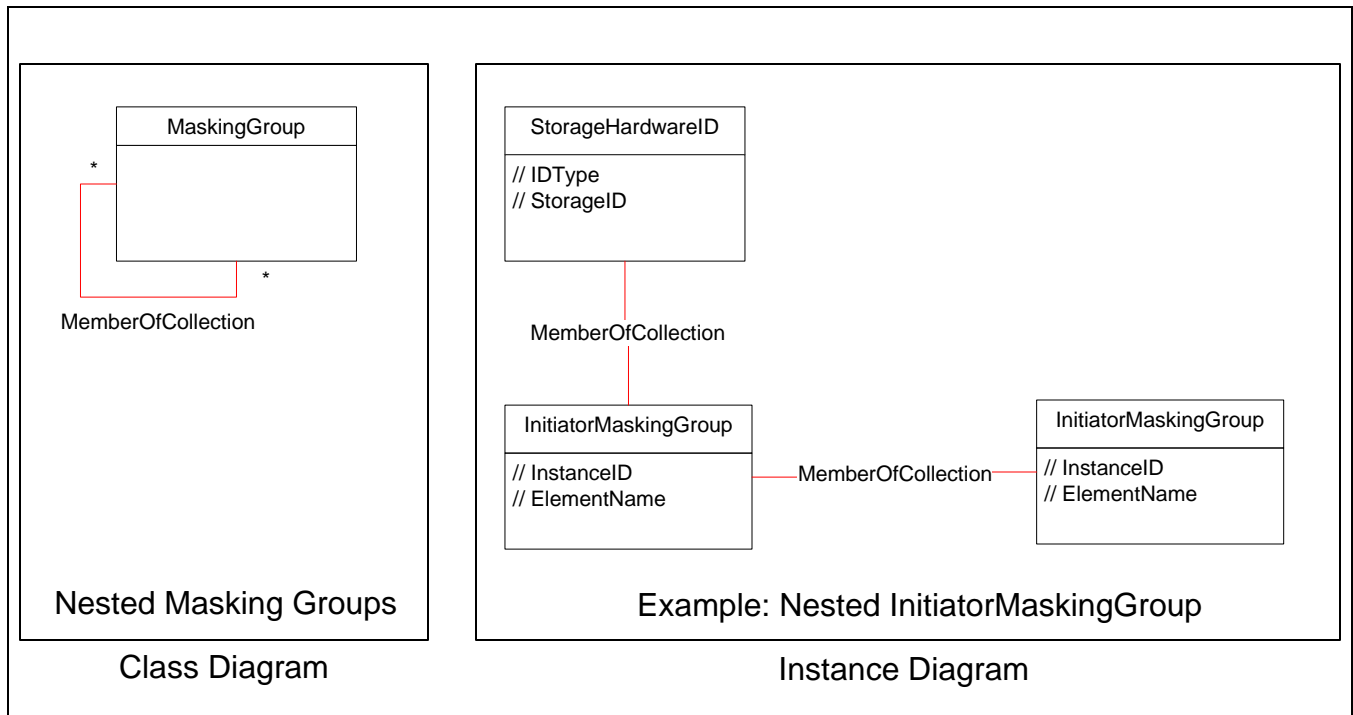 MaskingGroup
*
*
MemberOfCollection
Nested Masking Groups
Class Diagram
StorageHardwareID
// IDType
// StorageID
MemberOfCollection
InitiatorMaskingGroup
// InstanceID
// ElementName
MemberOfCollection
InitiatorMaskingGroup
// InstanceID
// ElementName
Example: Nested InitiatorMaskingGroup
Instance Diagram